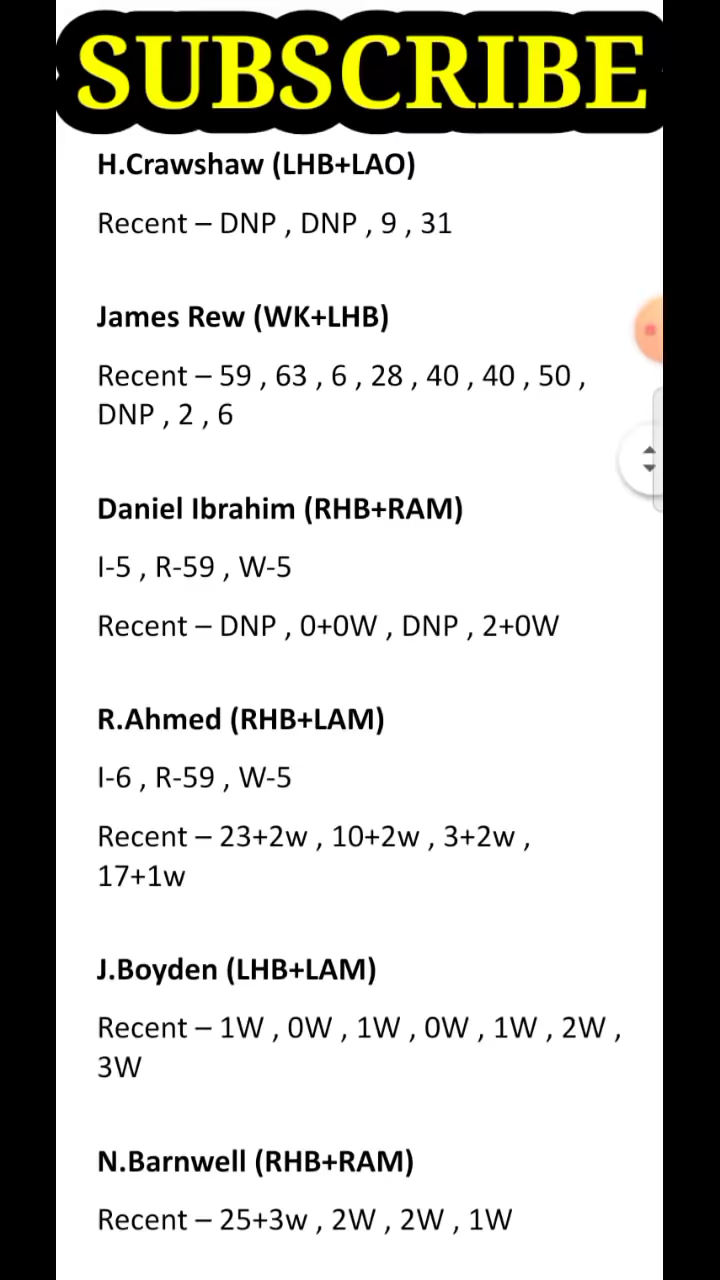 SUBSCRIBE
H.Crawshaw (LHB+LAO)
Recent – DNP , DNP , 9 , 31
James Rew (WK+LHB)
Recent – 59 , 63 , 6 , 28 , 40 , 40 , 50 ,
DNP , 2 , 6
Daniel Ibrahim (RHB+RAM)
I-5 , R-59 , W-5
Recent – DNP , 0+0W , DNP , 2+0W
R.Ahmed (RHB+LAM)
I-6 , R-59 , W-5
Recent – 23+2w , 10+2w , 3+2w ,
17+1w
J.Boyden (LHB+LAM)
Recent – 1W , 0W , 1W , 0W , 1W , 2W ,
3W
N.Barnwell (RHB+RAM)
Recent – 25+3w , 2W , 2W , 1W